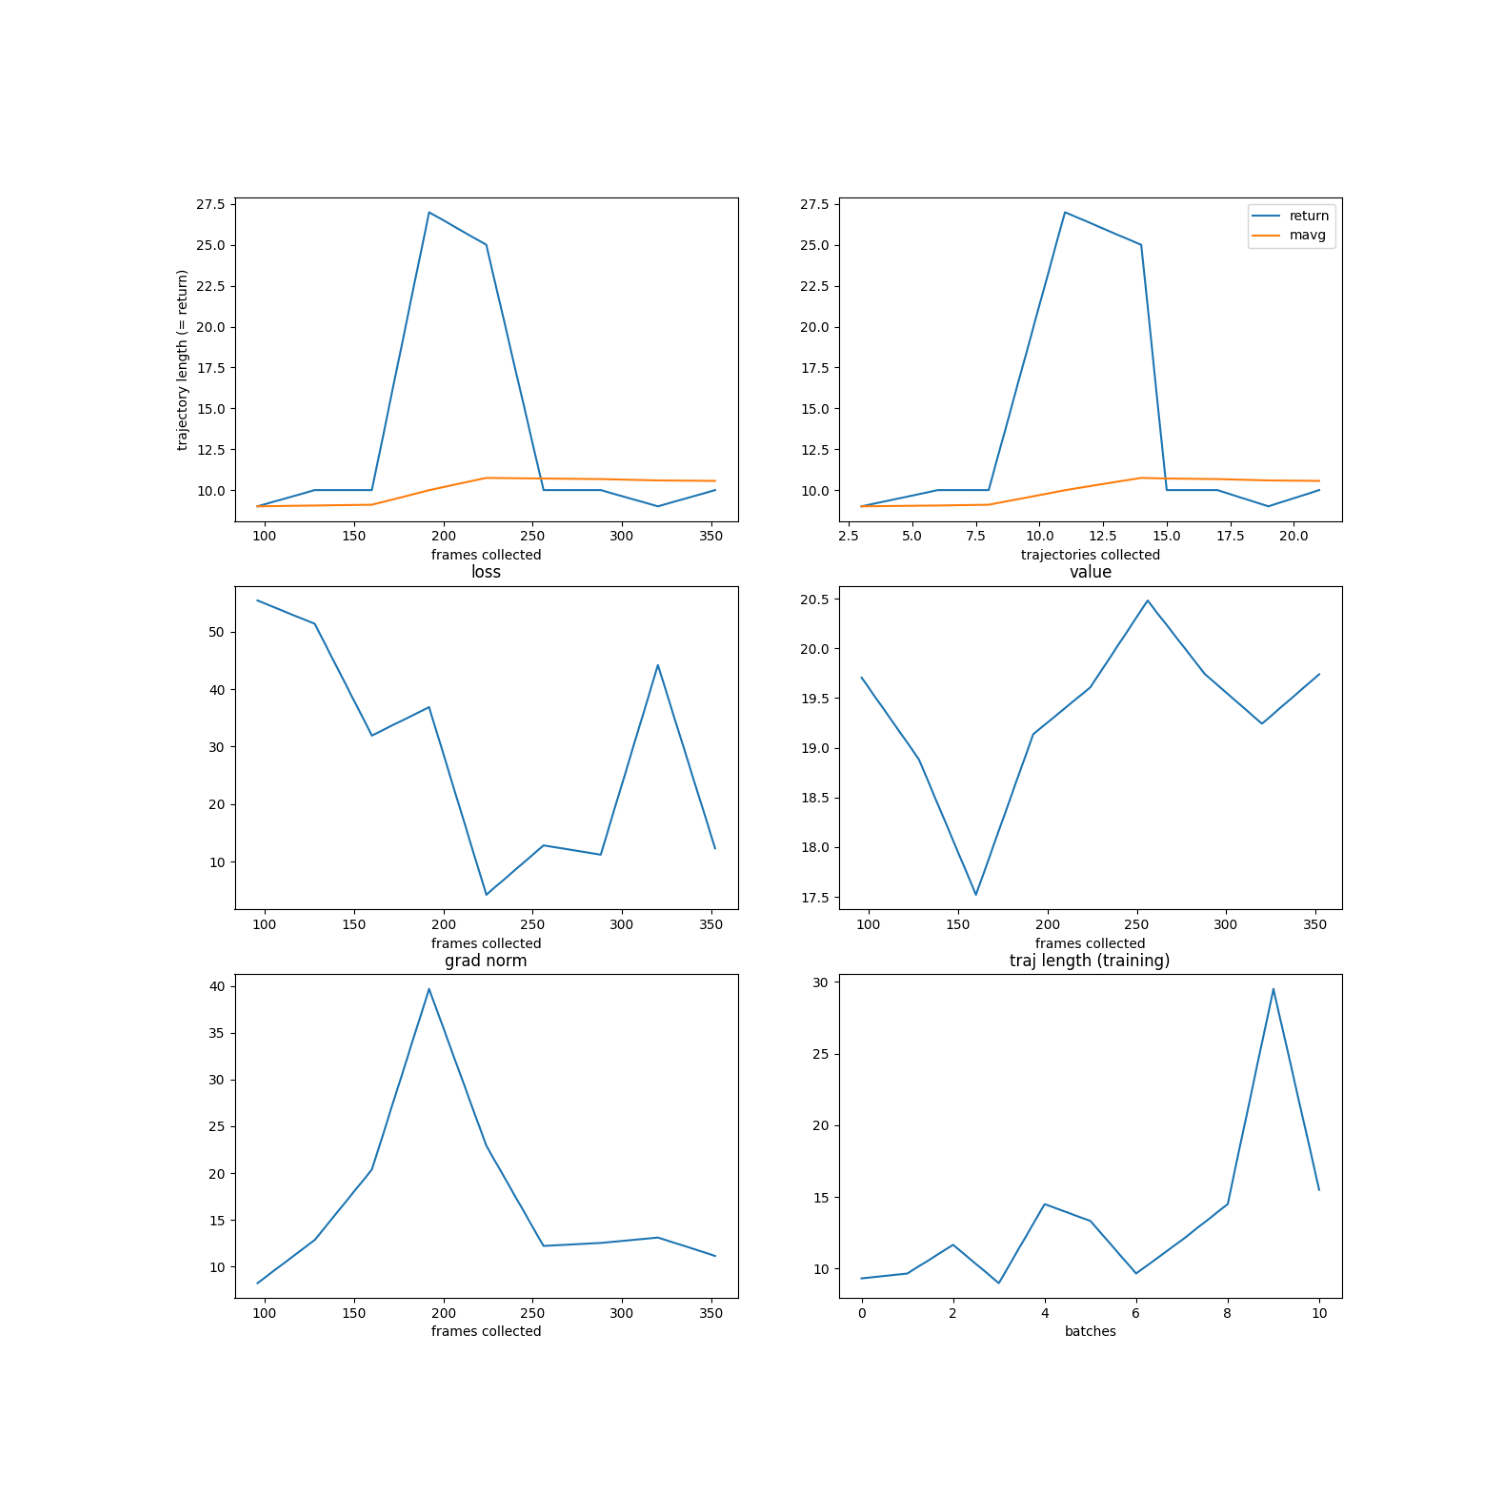 27.5
25.0
22.5
20.0
17.5
15.0
12.5
10.0
trajectory length (= return)
100 150 200 250 300 350
frames collected
27.5
25.0
22.5
20.0
17.5
15.0
12.5
10.0
return
mavg
2.5 5.0 7.5 10.0 12.5 15.0 17.5 20.0
trajectories collected
loss
50
40
30
20
10
100 150 200 250 300 350
frames collected
value
20.5
20.0
19.5
19.0
18.5
18.0
17.5
100 150 200 250 300 350
frames collected
grad norm
40
35
30
25
20
15
10
100 150 200 250 300 350
frames collected
traj length (training)
30
25
20
15
10
0 2 4 6 8 10
batches